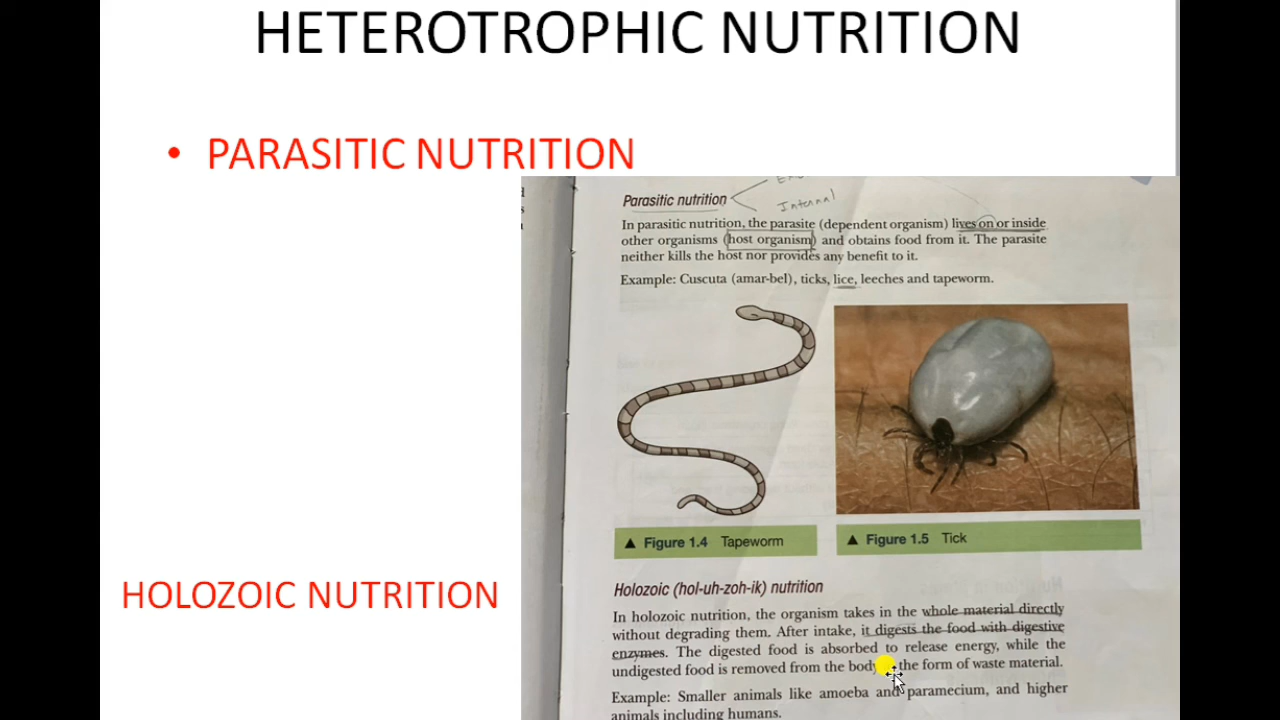 HETEROTROPHIC NUTRITION
• PARASITIC NUTRITION
Parasitic nutrition
Internal
In parasitic nutrition, the parasite (dependent organism) lives on or inside
other organisms (host organism) and obtains food from it. The parasite
neither kills the host nor provides any benefit to it.
Example: Cuscuta (amar-bel), ticks, lice, leeches and tapeworm.
▲ Figure 1.4 Tapeworm
▲ Figure 1.5 Tick
HOLOZOIC NUTRITION
Holozoic (hol-uh-zoh-ik) nutrition
In holozoic nutrition, the organism takes in the whole material directly
without degrading them. After intake, it digests the food with digestive
enzymes. The digested food is absorbed to release energy, while the
undigested food is removed from the body the form of waste material.
Example: Smaller animals like amoeba and paramecium, and higher
animals including humans.